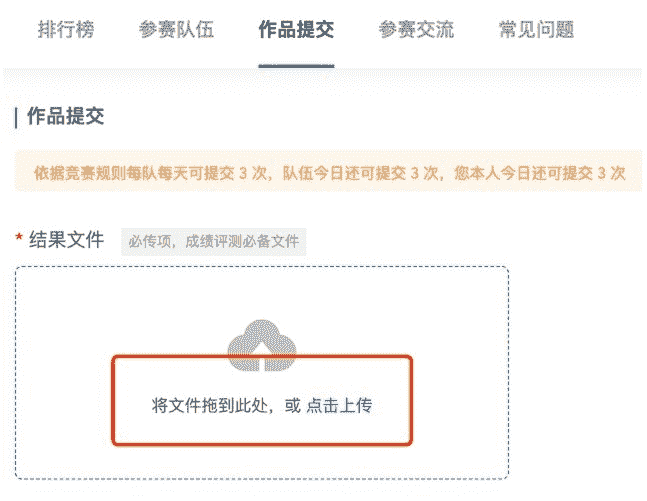 排行榜 参赛队伍 作品提交 参赛交流 常见问题
作品提交
依据竞赛规则每队每天可提交 3 次，队伍今日还可提交 3 次，您本人今日还可提交 3 次
* 结果文件 必传项，成绩评测必备文件
将文件拖到此处，或 点击上传